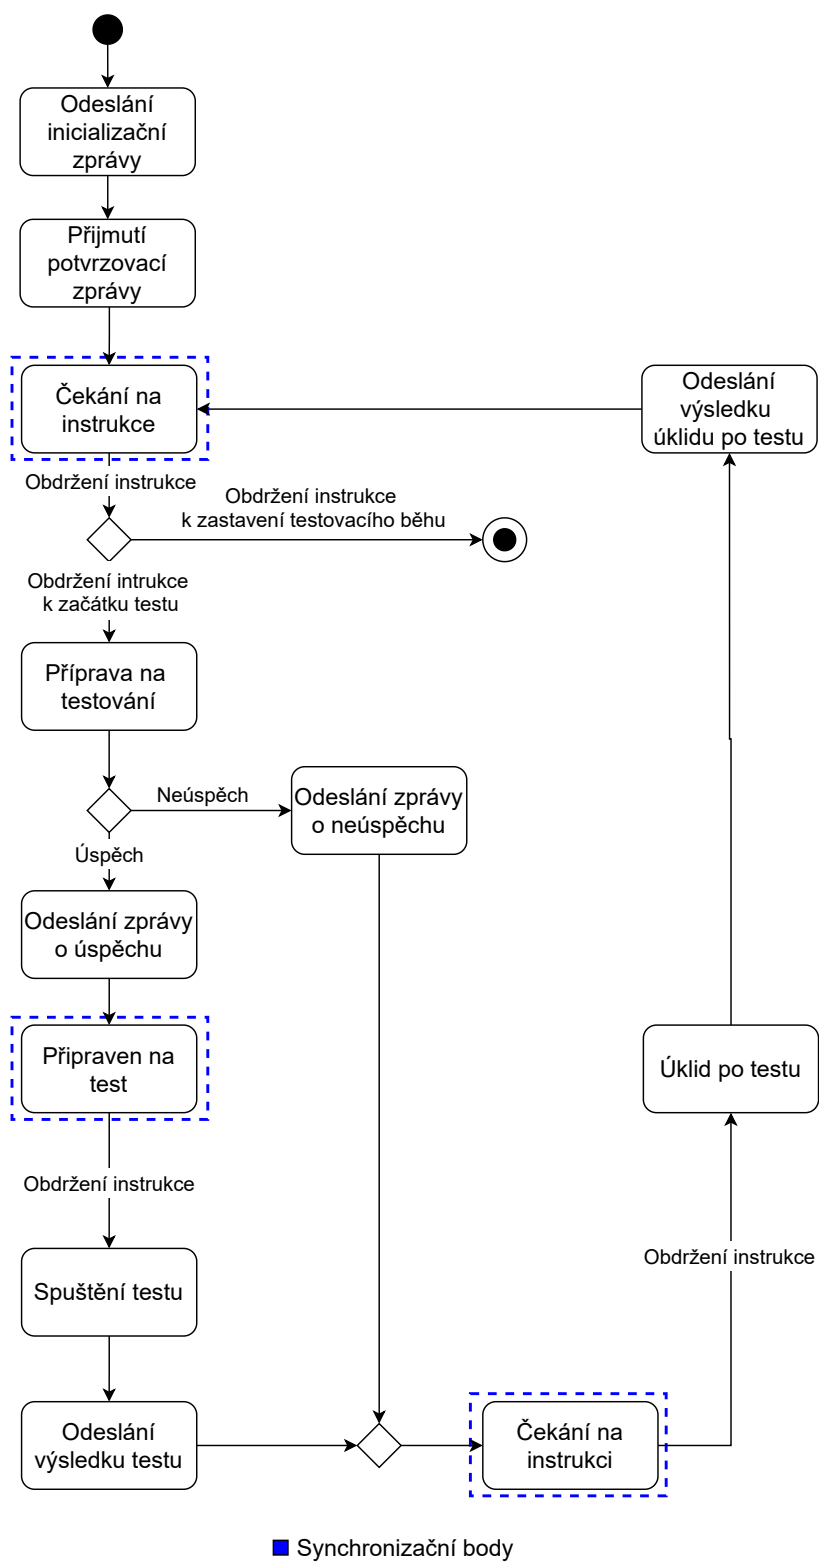 Odeslání
inicializační
zprávy
Přijmutí
potvrzovací
zprávy
Čekání na
instrukce
Odeslání
výsledku
úklidu po testu
Obdržení instrukce
Obdržení instrukce
k zastavení testovacího běhu
Obdržení intrukce
k začátku testu
Příprava na
testování
Neúspěch
Odeslání zprávy
o neúspěchu
Úspěch
Odeslání zprávy
o úspěchu
Připraven na
test
Úklid po testu
Obdržení instrukce
Spuštění testu
Obdržení instrukce
Odeslání
výsledku testu
Čekání na
instrukci
Synchronizační body